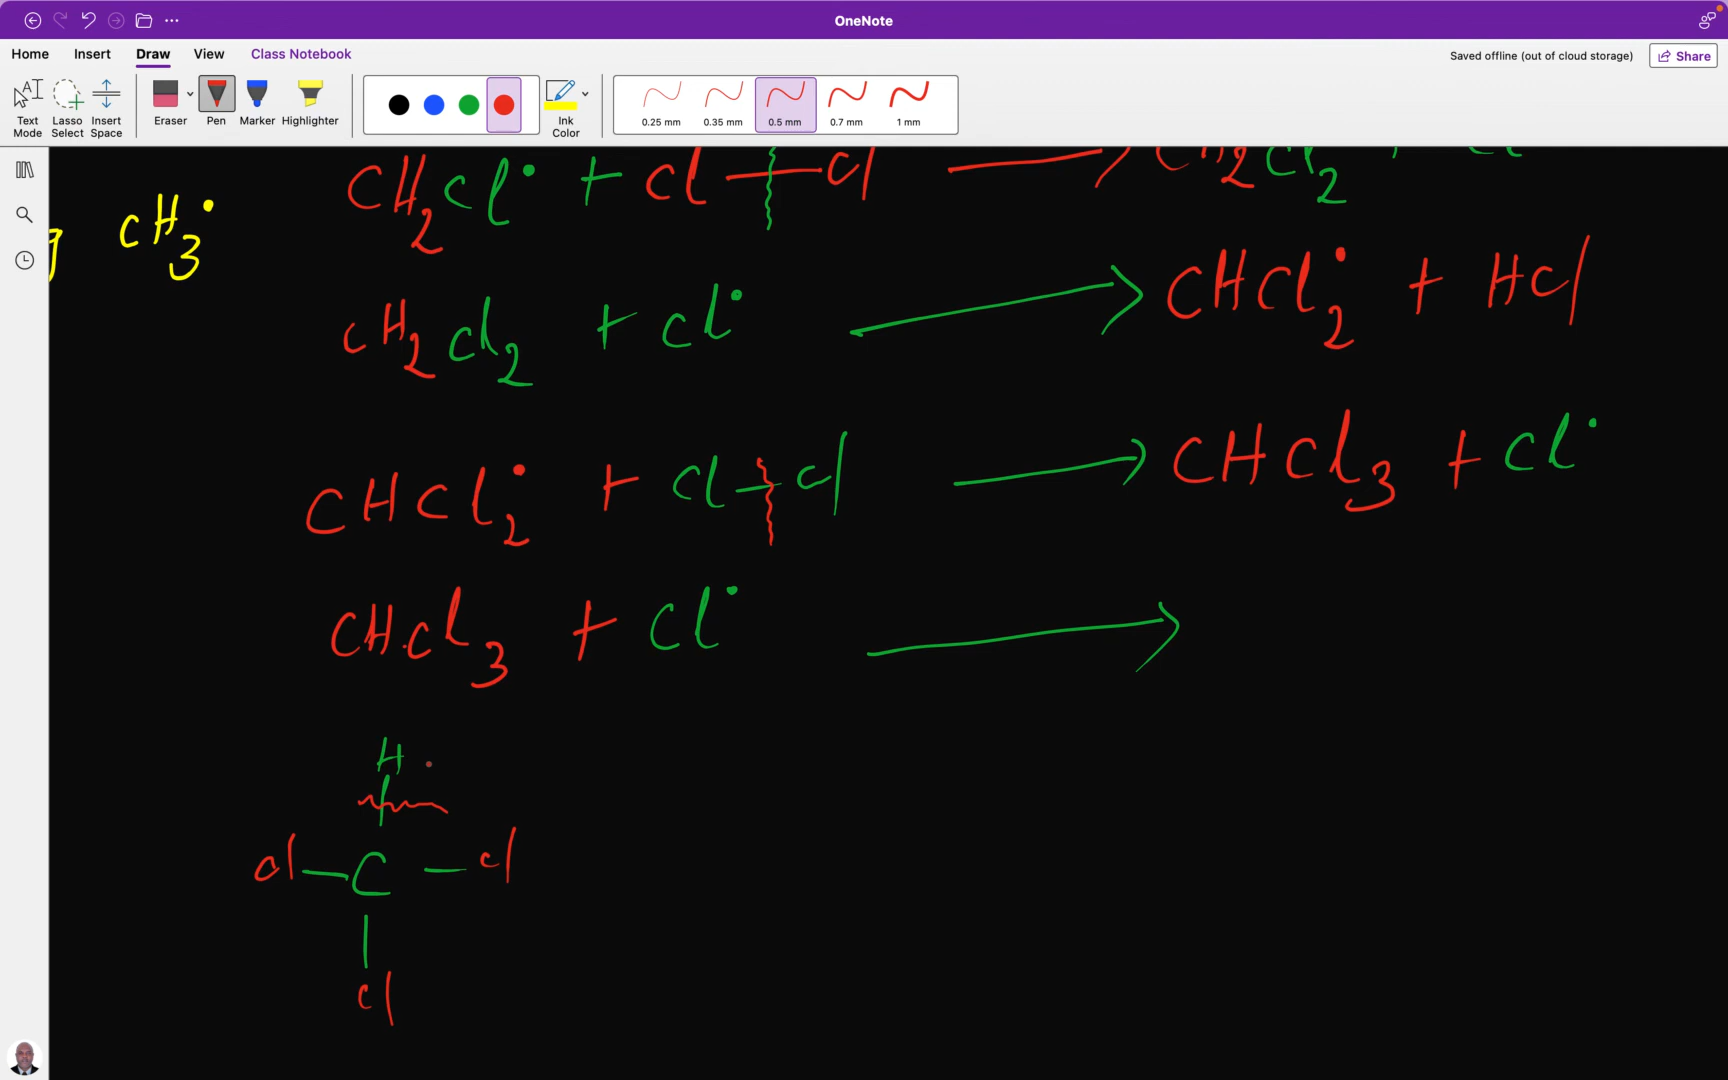 OneNote
Home Insert Draw View Class Notebook
Saved offline (out of cloud storage) Share
Text Mode Lasso Select Insert Space Eraser Pen Marker Highlighter Ink Color 0.25 mm 0.35 mm 0.5 mm 0.7 mm 1 mm
CH₂Cl• + Cl—Cl ⟶ CH₂Cl₂ + Cl
CH₃•
CH₂Cl₂ + Cl• ⟶ CHCl₂• + HCl
CHCl₂• + Cl—Cl ⟶ CHCl₃ + Cl•
CHCl₃ + Cl• ⟶
H
Cl—C—Cl
Cl